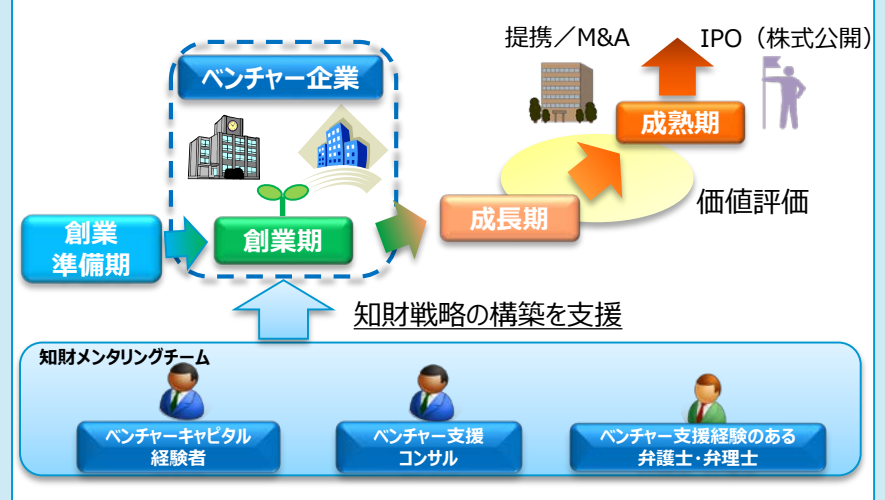 提携／M&A
IPO（株式公開）
ベンチャー企業
成熟期
価値評価
成長期
創業
準備期
創業期
知財戦略の構築を支援
知財メンタリングチーム
ベンチャーキャピタル
経験者
ベンチャー支援
コンサル
ベンチャー支援経験のある
弁護士・弁理士